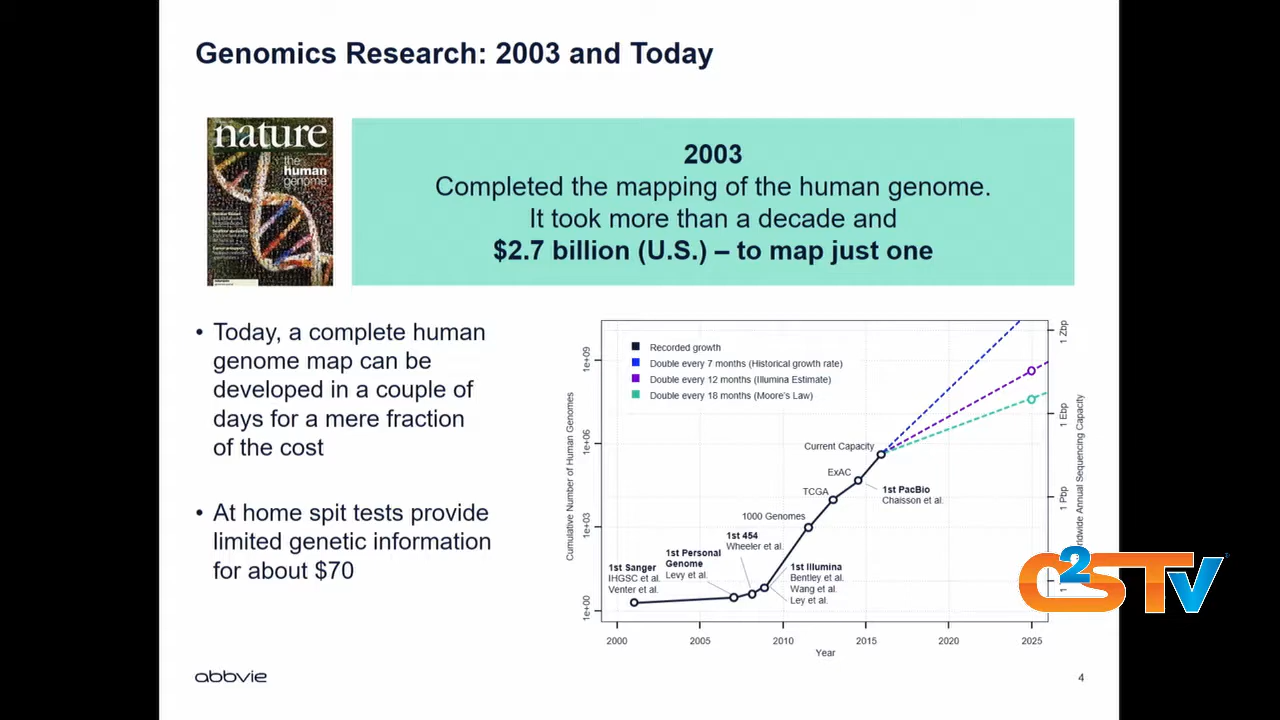 Genomics Research: 2003 and Today
nature
the
human
genome
2003
Completed the mapping of the human genome.
It took more than a decade and
$2.7 billion (U.S.) – to map just one
• Today, a complete human
genome map can be
developed in a couple of
days for a mere fraction
of the cost
• At home spit tests provide
limited genetic information
for about $70
Recorded growth
Double every 7 months (Historical growth rate)
Double every 12 months (Illumina Estimate)
Double every 18 months (Moore's Law)
Current Capacity
ExAC
TCGA
1st PacBio
Chaisson et al.
1000 Genomes
1st 454
Wheeler et al.
1st Personal
Genome
Levy et al.
1st Sanger
IHGSC et al.
Venter et al.
1st Illumina
Bentley et al.
Wang et al.
Ley et al.
Cumulative Number of Human Genomes
1e+09
1e+06
1e+03
1e+00
1 Zbp
1 Ebp
1 Pbp
1
Annual Sequencing Capacity
2000
2005
2010
2015
2020
2025
Year
C2STV
abbvie
4